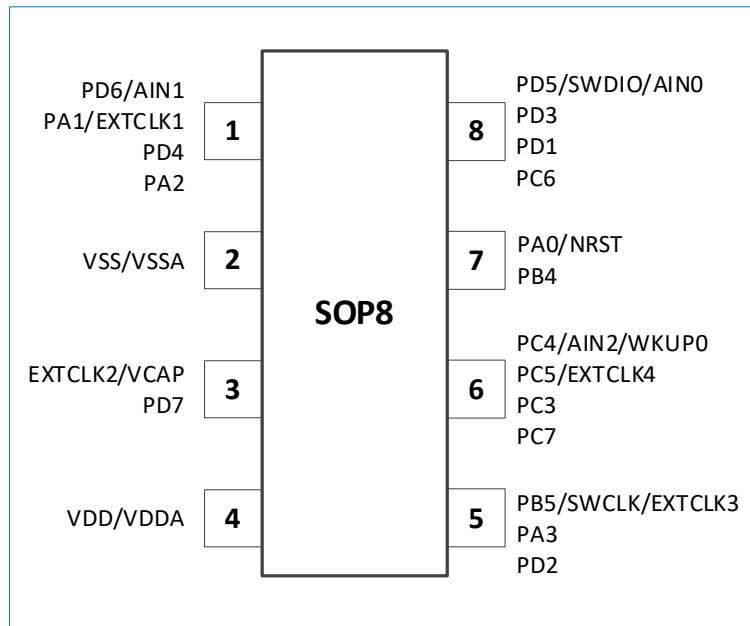 PD6/AIN1
PA1/EXTCLK1
PD4
PA2
1
VSS/VSSA
2
EXTCLK2/VCAP
PD7
3
VDD/VDDA
4
SOP8
8
PD5/SWDIO/AIN0
PD3
PD1
PC6
7
PA0/NRST
PB4
6
PC4/AIN2/WKUP0
PC5/EXTCLK4
PC3
PC7
5
PB5/SWCLK/EXTCLK3
PA3
PD2